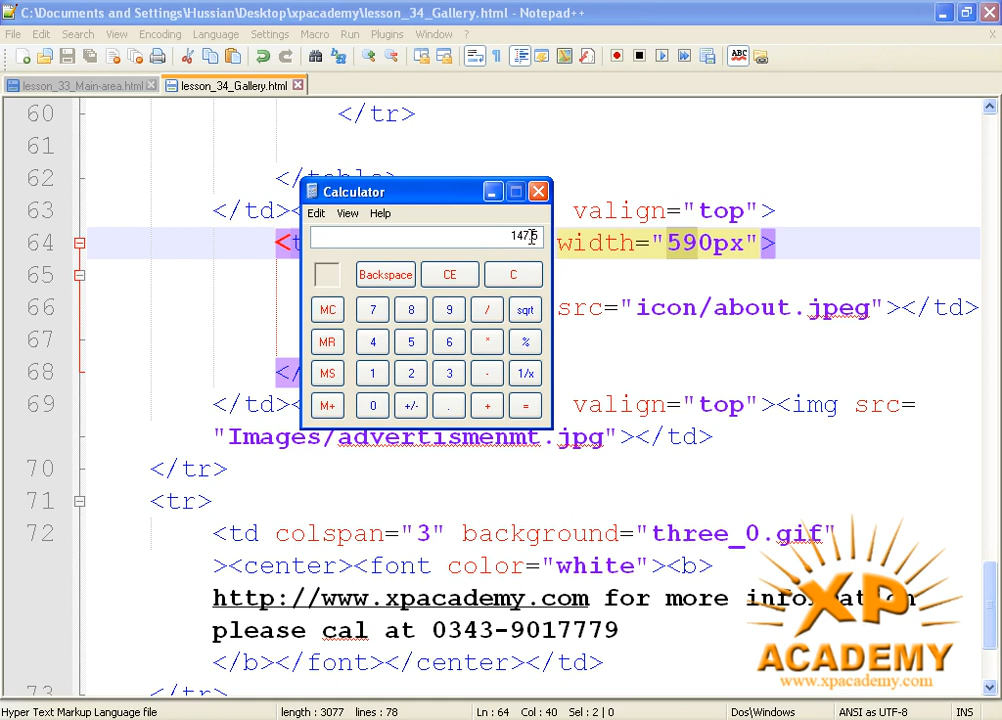 C:\Documents and Settings\Hussian\Desktop\xpacademy\lesson_34_Gallery.html - Notepad++
File Edit Search View Encoding Language Settings Macro Run Plugins Window ? X
ABC
lesson_33_Main-area.html lesson_34_Gallery.html
60 </tr>
61
62 </table>
63 </td>< valign="top">
64 <t width="590px">
65
66 src="icon/about.jpeg"></td>
67
68 </
69 </td> valign="top"><img src=
"Images/advertismenmt.jpg"></td>
70 </tr>
71 <tr>
72 <td colspan="3" background="three_0.gif"
><center><font color="white"><b>
http://www.xpacademy.com for more information
please cal at 0343-9017779
</b></font></center></td>
73 </tr>
Calculator
Edit View Help
147.5
Backspace CE C
MC 7 8 9 / sqrt
MR 4 5 6 * %
MS 1 2 3 - 1/x
M+ 0 +/- . + =
XP
ACADEMY
www.xpacademy.com
Hyper Text Markup Language file length : 3077 lines : 78 Ln : 64 Col : 40 Sel : 2 | 0 Dos\Windows ANSI as UTF-8 INS